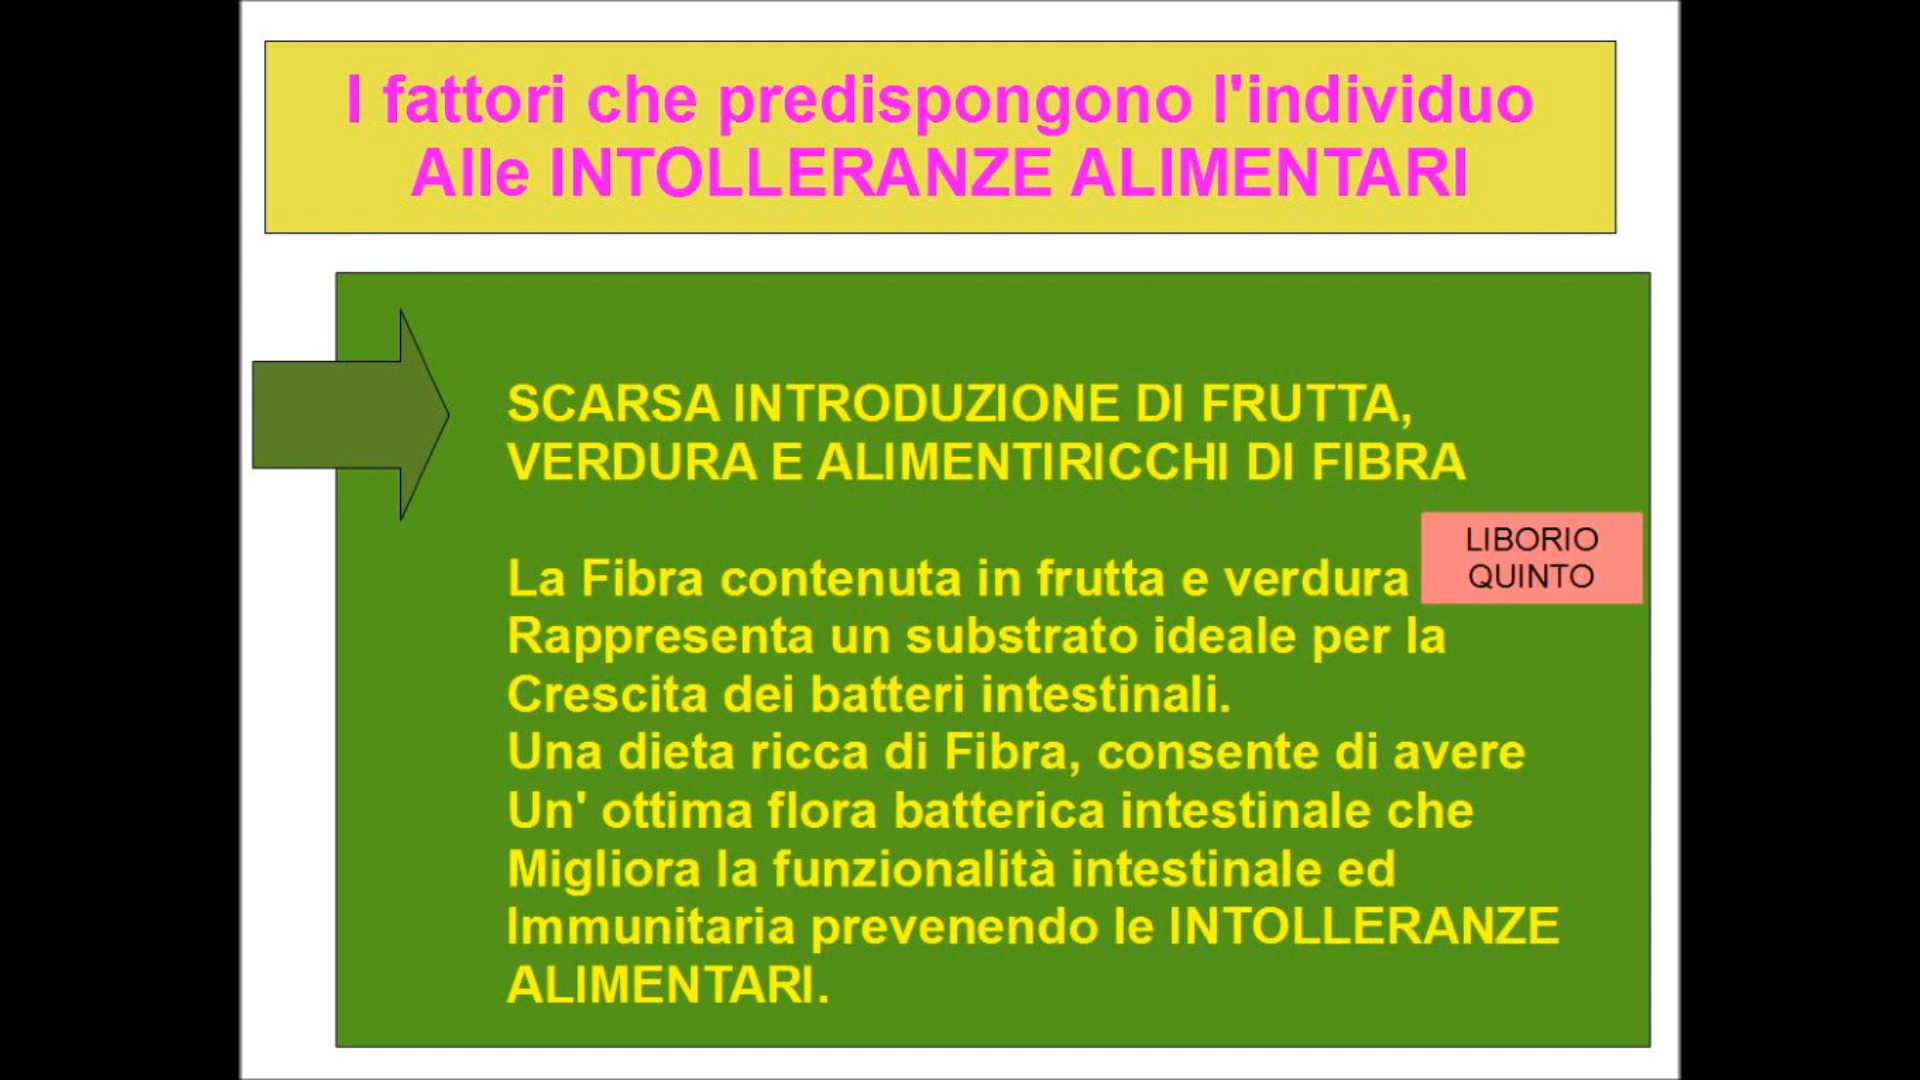 I fattori che predispongono l'individuo
Alle INTOLLERANZE ALIMENTARI
SCARSA INTRODUZIONE DI FRUTTA,
VERDURA E ALIMENTIRICCHI DI FIBRA
LIBORIO
QUINTO
La Fibra contenuta in frutta e verdura
Rappresenta un substrato ideale per la
Crescita dei batteri intestinali.
Una dieta ricca di Fibra, consente di avere
Un' ottima flora batterica intestinale che
Migliora la funzionalità intestinale ed
Immunitaria prevenendo le INTOLLERANZE
ALIMENTARI.